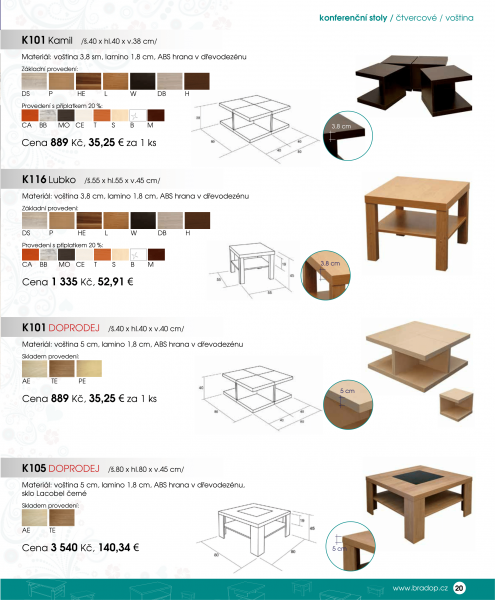 konferenční stoly / čtvercové / voština
K101 Kamil /š.40 x hl.40 x v.38 cm/
Materiál: voština 3,8 sm, lamino 1,8 cm, ABS hrana v dřevodezénu
Základní provedení:
DS P HE L W DB H
Provedení s příplatkem 20 %:
CA BB MO CE T S B M
Cena 889 Kč, 35,25 € za 1 ks
3,8 cm
K116 Lubko /š.55 x hl.55 x v.45 cm/
Materiál: voština 3,8 cm, lamino 1,8 cm, ABS hrana v dřevodezénu
Základní provedení:
DS P HE L W DB H
Provedení s příplatkem 20 %:
CA BB MO CE T S B M
Cena 1 335 Kč, 52,91 €
3,8 cm
K101 DOPRODEJ /š.40 x hl.40 x v.40 cm/
Materiál: voština 5 cm, lamino 1,8 cm, ABS hrana v dřevodezénu
Skladem provedení:
AE TE PE
Cena 889 Kč, 35,25 € za 1 ks
5 cm
K105 DOPRODEJ /š.80 x hl.80 x v.45 cm/
Materiál: voština 5 cm, lamino 1,8 cm, ABS hrana v dřevodezénu,
sklo Lacobel černé
Skladem provedení:
AE TE
Cena 3 540 Kč, 140,34 €
5 cm
www.bradop.cz 20